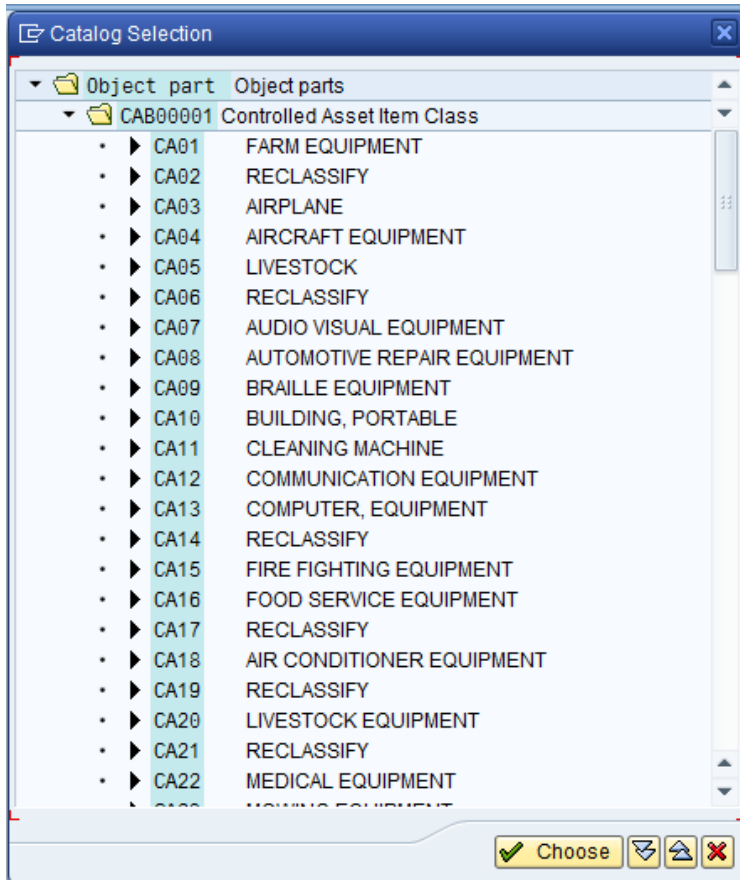 Catalog Selection
Object part Object parts
CAB00001 Controlled Asset Item Class
CA01 FARM EQUIPMENT
CA02 RECLASSIFY
CA03 AIRPLANE
CA04 AIRCRAFT EQUIPMENT
CA05 LIVESTOCK
CA06 RECLASSIFY
CA07 AUDIO VISUAL EQUIPMENT
CA08 AUTOMOTIVE REPAIR EQUIPMENT
CA09 BRAILLE EQUIPMENT
CA10 BUILDING, PORTABLE
CA11 CLEANING MACHINE
CA12 COMMUNICATION EQUIPMENT
CA13 COMPUTER, EQUIPMENT
CA14 RECLASSIFY
CA15 FIRE FIGHTING EQUIPMENT
CA16 FOOD SERVICE EQUIPMENT
CA17 RECLASSIFY
CA18 AIR CONDITIONER EQUIPMENT
CA19 RECLASSIFY
CA20 LIVESTOCK EQUIPMENT
CA21 RECLASSIFY
CA22 MEDICAL EQUIPMENT
Choose